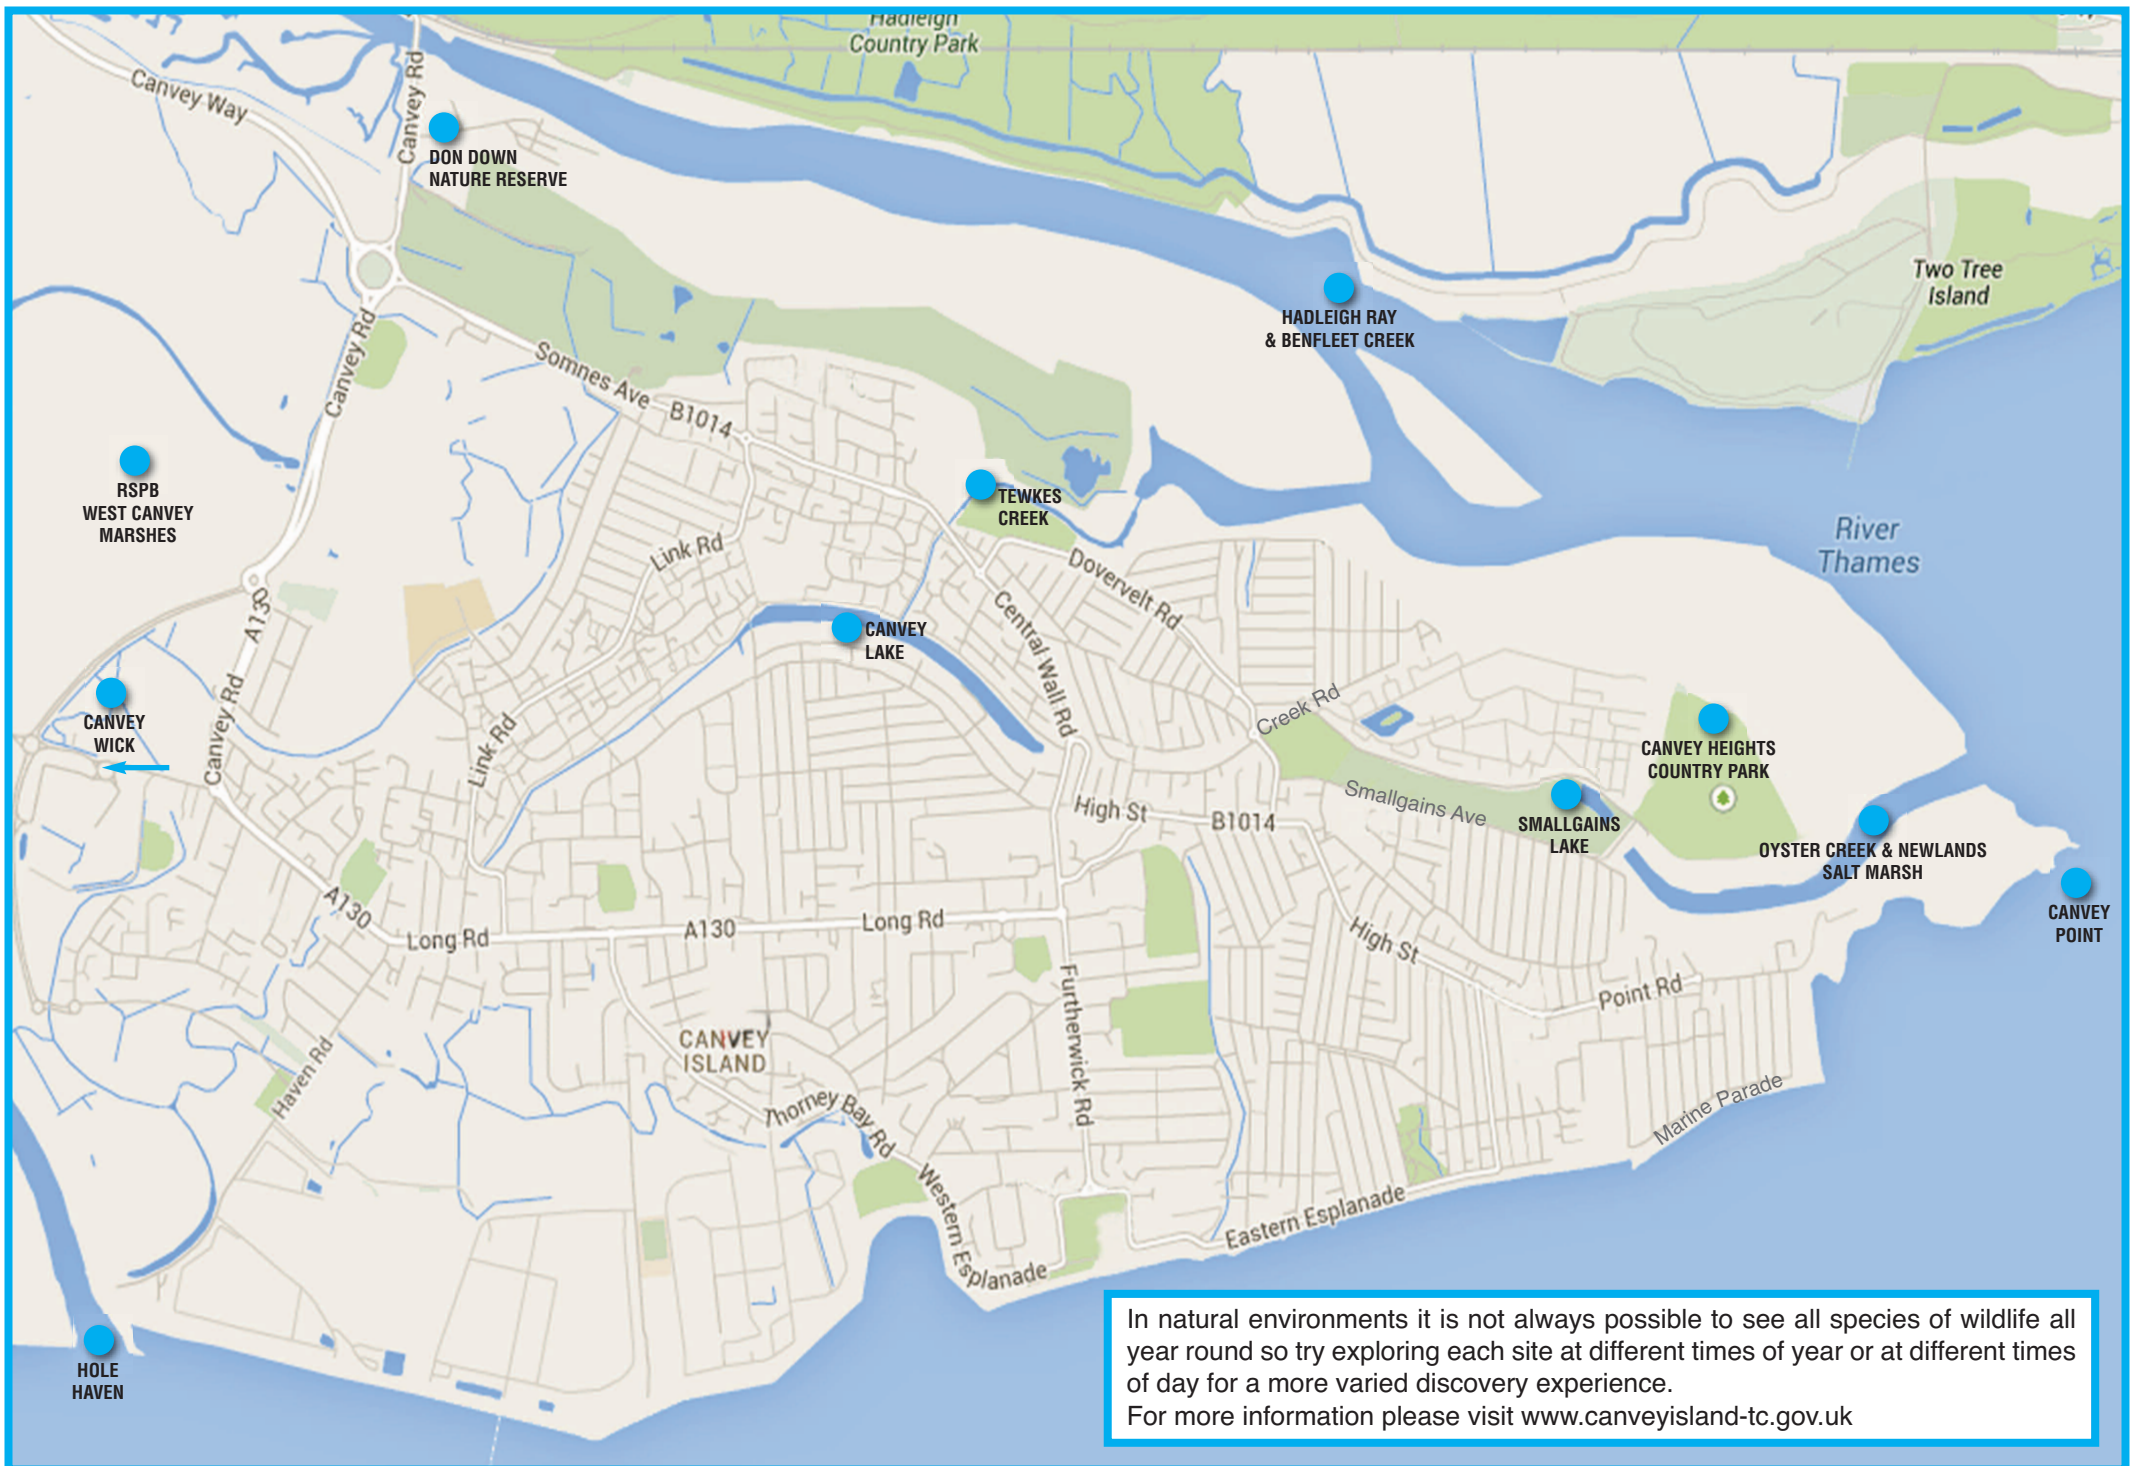 Hadleigh
Country Park
Canvey Way
Canvey Rd
DON DOWN
NATURE RESERVE
Two Tree
Island
HADLEIGH RAY
& BENFLEET CREEK
Canvey Rd
Somnes Ave
B1014
RSPB
WEST CANVEY
MARSHES
TEWKES
CREEK
River
Thames
Link Rd
Dovervelt Rd
A130
Central Wall Rd
CANVEY
LAKE
Canvey Rd
CANVEY
WICK
Link Rd
Creek Rd
CANVEY HEIGHTS
COUNTRY PARK
High St
B1014
Smallgains Ave
SMALLGAINS
LAKE
OYSTER CREEK & NEWLANDS
SALT MARSH
CANVEY
POINT
A130
Long Rd
A130
Long Rd
High St
Point Rd
Furtherwick Rd
CANVEY
ISLAND
Haven Rd
Thorney Bay Rd
Marine Parade
Western Esplanade
Eastern Esplanade
HOLE
HAVEN
In natural environments it is not always possible to see all species of wildlife all
year round so try exploring each site at different times of year or at different times
of day for a more varied discovery experience.
For more information please visit www.canveyisland-tc.gov.uk